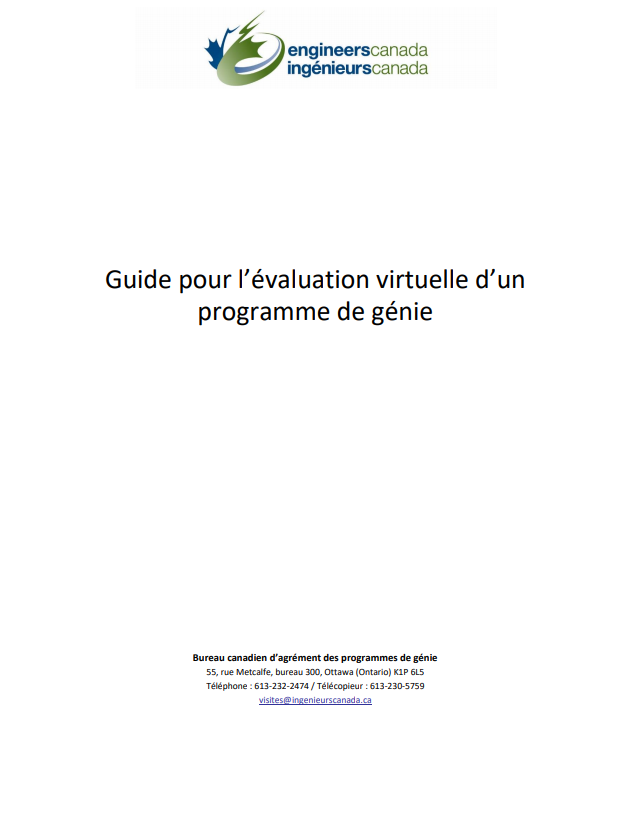 engineerscanada
ingénieurscanada
Guide pour l’évaluation virtuelle d’un
programme de génie
Bureau canadien d’agrément des programmes de génie
55, rue Metcalfe, bureau 300, Ottawa (Ontario) K1P 6L5
Téléphone : 613-232-2474 / Télécopieur : 613-230-5759
visites@ingenieurscanada.ca